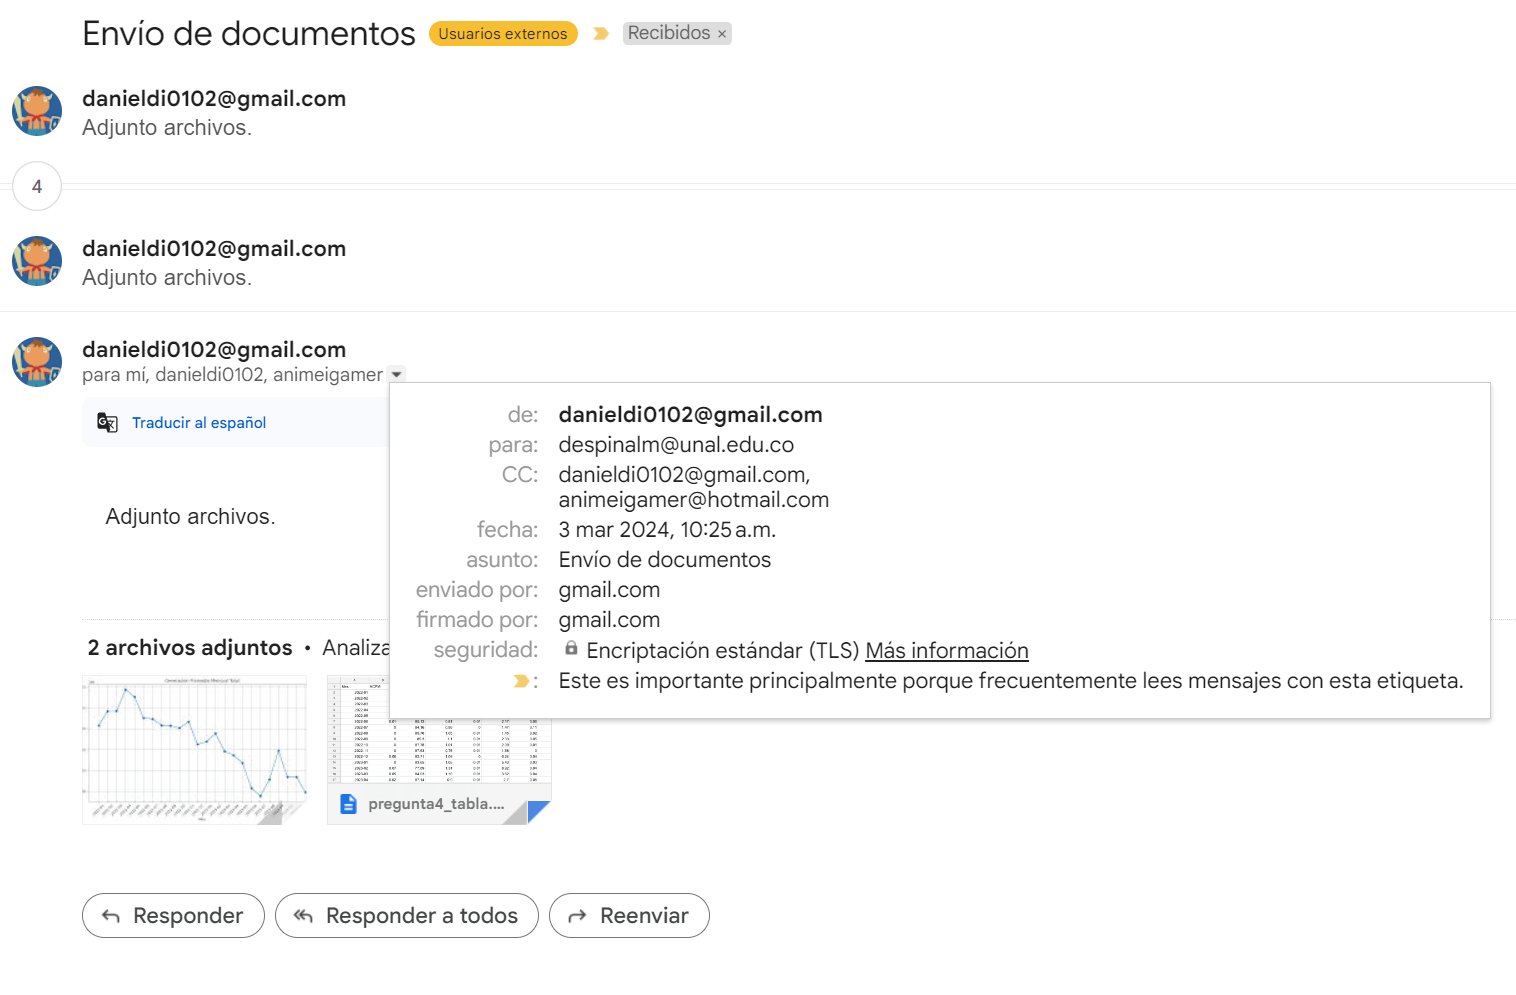 Envío de documentos Usuarios externos Recibidos ×
danieldi0102@gmail.com
Adjunto archivos.
4
danieldi0102@gmail.com
Adjunto archivos.
danieldi0102@gmail.com
para mí, danieldi0102, animeigamer
Traducir al español
de: danieldi0102@gmail.com
para: despinalm@unal.edu.co
CC: danieldi0102@gmail.com,
animeigamer@hotmail.com
fecha: 3 mar 2024, 10:25 a.m.
asunto: Envío de documentos
enviado por: gmail.com
firmado por: gmail.com
seguridad: Encriptación estándar (TLS) Más información
: Este es importante principalmente porque frecuentemente lees mensajes con esta etiqueta.
Adjunto archivos.
2 archivos adjuntos • Analiza
Generación Promedio Mensual Total
pregunta4_tabla....
Responder
Responder a todos
Reenviar